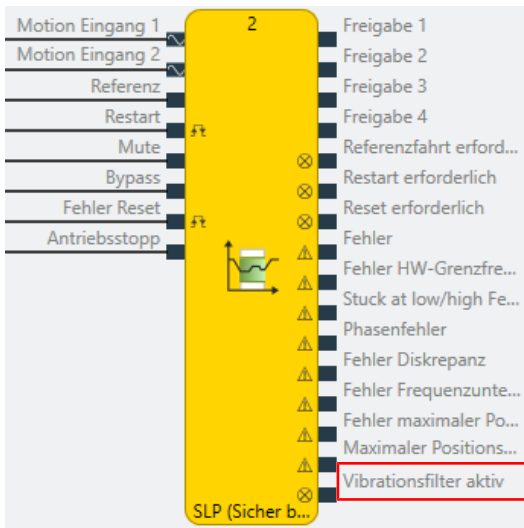 Motion Eingang 1
Motion Eingang 2
Referenz
Restart
Mute
Bypass
Fehler Reset
Antriebsstopp
2
SLP (Sicher b...
Freigabe 1
Freigabe 2
Freigabe 3
Freigabe 4
Referenzfahrt erford...
Restart erforderlich
Reset erforderlich
Fehler
Fehler HW-Grenzfre...
Stuck at low/high Fe...
Phasenfehler
Fehler Diskrepanz
Fehler Frequenzunte...
Fehler maximaler Po...
Maximaler Positions...
Vibrationsfilter aktiv